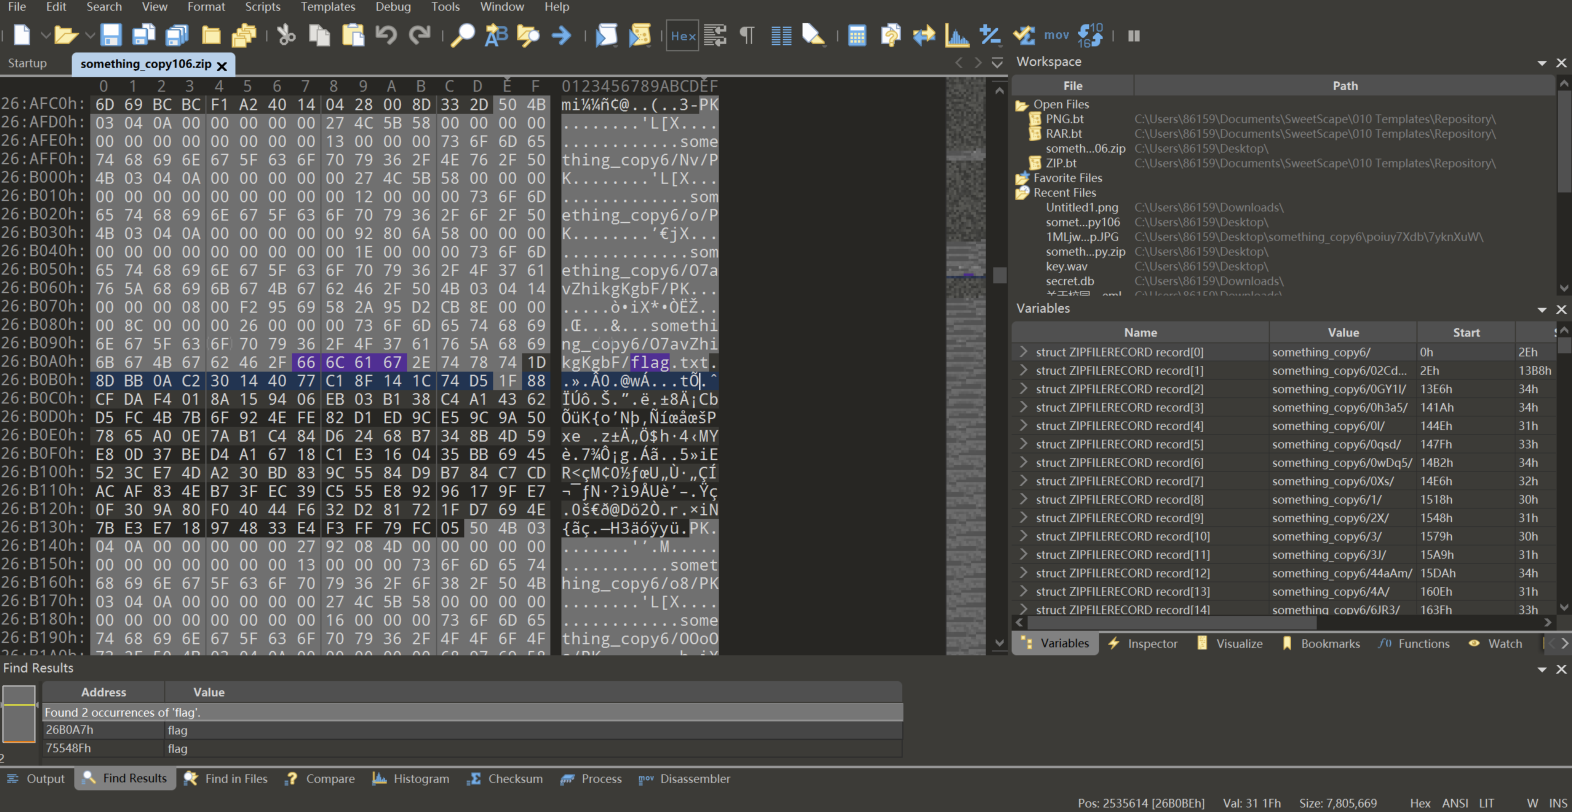 File Edit Search View Format Scripts Templates Debug Tools Window Help
Hex
mov
Startup something_copy106.zip
0 1 2 3 4 5 6 7 8 9 A B C D E F 0123456789ABCDEF
26:AFC0h: 6D 69 BC BC F1 A2 40 14 04 28 00 8D 33 2D 50 4B mi¼¼ñ¢@..(..3-PK
26:AFD0h: 03 04 0A 00 00 00 00 00 27 4C 5B 58 00 00 00 00 ........'L[X....
26:AFE0h: 00 00 00 00 00 00 00 00 13 00 00 00 73 6F 6D 65 ............some
26:AFF0h: 74 68 69 6E 67 5F 63 6F 70 79 36 2F 4E 76 2F 50 thing_copy6/Nv/P
26:B000h: 4B 03 04 0A 00 00 00 00 00 27 4C 5B 58 00 00 00 K........'L[X...
26:B010h: 00 00 00 00 00 00 00 00 00 12 00 00 00 73 6F 6D .............som
26:B020h: 65 74 68 69 6E 67 5F 63 6F 70 79 36 2F 6F 2F 50 ething_copy6/o/P
26:B030h: 4B 03 04 0A 00 00 00 00 00 92 80 6A 58 00 00 00 K........'€jX...
26:B040h: 00 00 00 00 00 00 00 00 00 1E 00 00 00 73 6F 6D .............som
26:B050h: 65 74 68 69 6E 67 5F 63 6F 70 79 36 2F 4F 37 61 ething_copy6/O7a
26:B060h: 76 5A 68 69 6B 67 4B 67 62 46 2F 50 4B 03 04 14 vZhikgKgbF/PK...
26:B070h: 00 00 00 08 00 F2 95 69 58 2A 95 D2 CB 8E 00 00 .....ò•iX*•ÒËŽ..
26:B080h: 00 8C 00 00 00 26 00 00 00 73 6F 6D 65 74 68 69 .Œ...&...somethi
26:B090h: 6E 67 5F 63 6F 70 79 36 2F 4F 37 61 76 5A 68 69 ng_copy6/O7avZhi
26:B0A0h: 6B 67 4B 67 62 46 2F 66 6C 61 67 2E 74 78 74 1D kgKgbF/flag.txt.
26:B0B0h: 8D BB 0A C2 30 14 40 77 C1 8F 14 1C 74 D5 1F 88 .».Â0.@wÁ...tÕ.ˆ
26:B0C0h: CF DA F4 01 8A 15 94 06 EB 03 B1 38 C4 A1 43 62 ÏÚô.Š.”.ë.±8Ä¡Cb
26:B0D0h: D5 FC 4B 7B 6F 92 4E FE 82 D1 ED 9C E5 9C 9A 50 ÕüK{o'Nþ‚ÑíœåœšP
26:B0E0h: 78 65 A0 0E 7A B1 C4 84 D6 24 68 B7 34 8B 4D 59 xe .z±Ä„Ö$h·4‹MY
26:B0F0h: E8 0D 37 BE D4 A1 67 18 C1 E3 16 04 35 BB 69 45 è.7¾Ô¡g.Áã..5»iE
26:B100h: 52 3C E7 4D A2 30 BD 83 9C 55 84 D9 B7 84 C7 CD R<çM¢0½ƒœU„Ù·„ÇÍ
26:B110h: AC AF 83 4E B7 3F EC 39 C5 55 E8 92 96 17 9F E7 ¬¯ƒN·?ì9ÅUè'–.Ÿç
26:B120h: 0F 30 9A 80 F0 40 44 F6 32 D2 81 72 1F D7 69 4E .0š€ð@Dö2Ò.r.×iN
26:B130h: 7B E3 E7 18 97 48 33 E4 F3 FF 79 FC 05 50 4B 03 {ãç.—H3äóÿyü.PK.
26:B140h: 04 0A 00 00 00 00 00 27 92 08 4D 00 00 00 00 00 .......''.M.....
26:B150h: 00 00 00 00 00 00 00 13 00 00 00 73 6F 6D 65 74 ...........somet
26:B160h: 68 69 6E 67 5F 63 6F 70 79 36 2F 6F 38 2F 50 4B hing_copy6/o8/PK
26:B170h: 03 04 0A 00 00 00 00 00 27 4C 5B 58 00 00 00 00 ........'L[X....
26:B180h: 00 00 00 00 00 00 00 00 16 00 00 00 73 6F 6D 65 ............some
26:B190h: 74 68 69 6E 67 5F 63 6F 70 79 36 2F 4F 4F 6F 4F thing_copy6/OOoO
Workspace
File Path
Open Files
PNG.bt C:\Users\86159\Documents\SweetScape\010 Templates\Repository\
RAR.bt C:\Users\86159\Documents\SweetScape\010 Templates\Repository\
someth...06.zip C:\Users\86159\Desktop\
ZIP.bt C:\Users\86159\Documents\SweetScape\010 Templates\Repository\
Favorite Files
Recent Files
Untitled1.png C:\Users\86159\Downloads\
somet...py106 C:\Users\86159\Desktop\
1MLjw...p.JPG C:\Users\86159\Desktop\something_copy6\poiuy7Xdb\7yknXuW\
someth...py.zip C:\Users\86159\Desktop\
key.wav C:\Users\86159\Desktop\
secret.db C:\Users\86159\Downloads\
Variables
Name Value Start
struct ZIPFILERECORD record[0] something_copy6/ 0h 2Eh
struct ZIPFILERECORD record[1] something_copy6/02Cd... 2Eh 13B8h
struct ZIPFILERECORD record[2] something_copy6/0GY1l/ 13E6h 34h
struct ZIPFILERECORD record[3] something_copy6/0h3a5/ 141Ah 34h
struct ZIPFILERECORD record[4] something_copy6/0l/ 144Eh 31h
struct ZIPFILERECORD record[5] something_copy6/0qsd/ 147Fh 33h
struct ZIPFILERECORD record[6] something_copy6/0wDq5/ 14B2h 34h
struct ZIPFILERECORD record[7] something_copy6/0Xs/ 14E6h 32h
struct ZIPFILERECORD record[8] something_copy6/1/ 1518h 30h
struct ZIPFILERECORD record[9] something_copy6/2X/ 1548h 31h
struct ZIPFILERECORD record[10] something_copy6/3/ 1579h 30h
struct ZIPFILERECORD record[11] something_copy6/3J/ 15A9h 31h
struct ZIPFILERECORD record[12] something_copy6/44aAm/ 15DAh 34h
struct ZIPFILERECORD record[13] something_copy6/4A/ 160Eh 31h
struct ZIPFILERECORD record[14] something_copy6/6JR3/ 163Fh 33h
Variables Inspector Visualize Bookmarks Functions Watch
Find Results
Address Value
Found 2 occurrences of 'flag'.
26B0A7h flag
75548Fh flag
Output Find Results Find in Files Compare Histogram Checksum Process Disassembler
Pos: 2535614 [26B0BEh] Val: 31 1Fh Size: 7,805,669 Hex ANSI LIT W INS